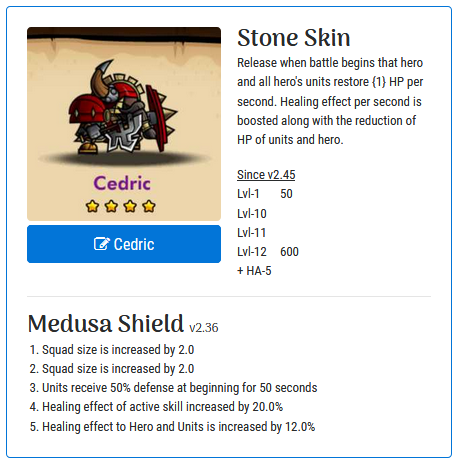 Stone Skin
Release when battle begins that hero
and all hero's units restore {1} HP per
second. Healing effect per second is
boosted along with the reduction of
HP of units and hero.
Since v2.45
Lvl-1 50
Lvl-10
Lvl-11
Lvl-12 600
+ HA-5
Cedric
Cedric
Medusa Shield v2.36
1. Squad size is increased by 2.0
2. Squad size is increased by 2.0
3. Units receive 50% defense at beginning for 50 seconds
4. Healing effect of active skill increased by 20.0%
5. Healing effect to Hero and Units is increased by 12.0%